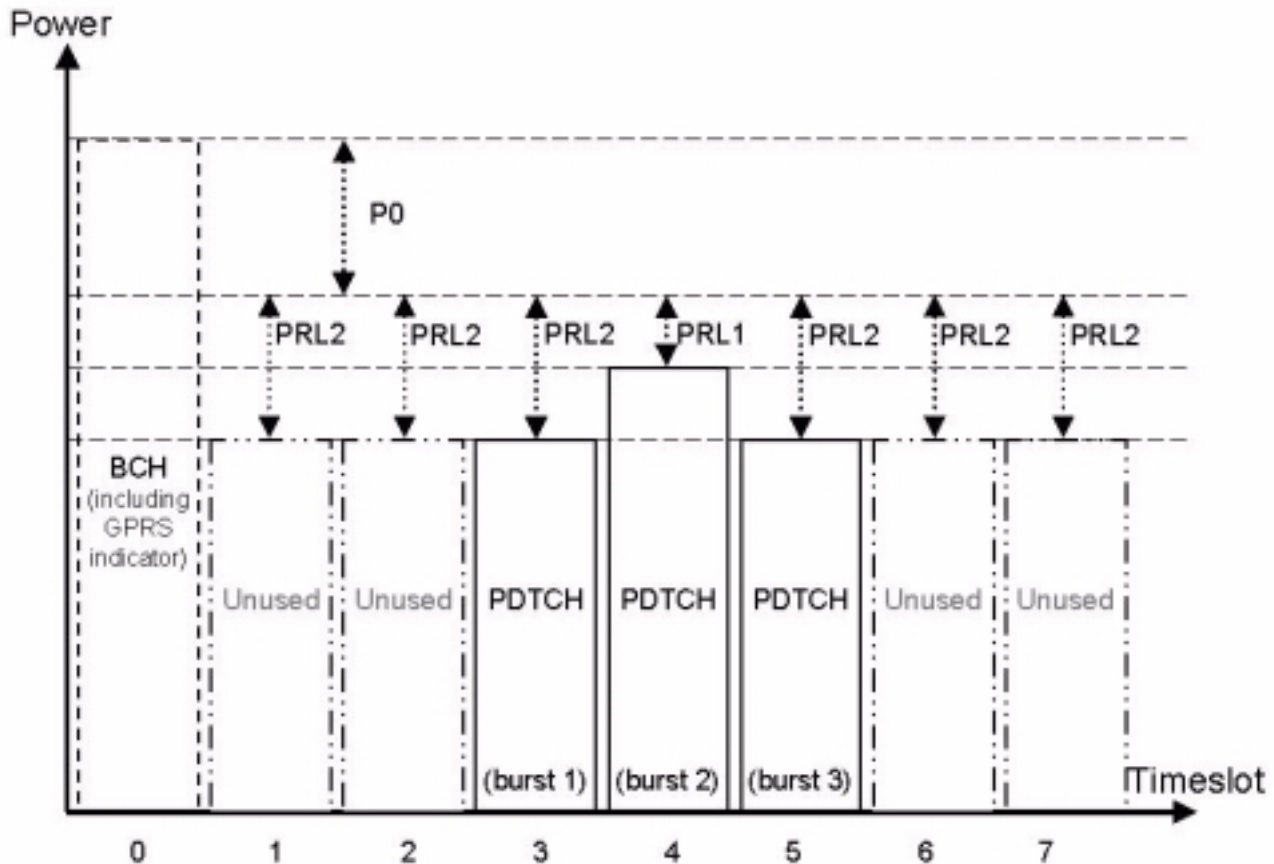 Power
P0
PRL2 PRL2 PRL2 PRL1 PRL2 PRL2 PRL2
BCH
(including
GPRS
indicator)
Unused Unused PDTCH PDTCH PDTCH Unused Unused
(burst 1) (burst 2) (burst 3)
Timeslot
0 1 2 3 4 5 6 7